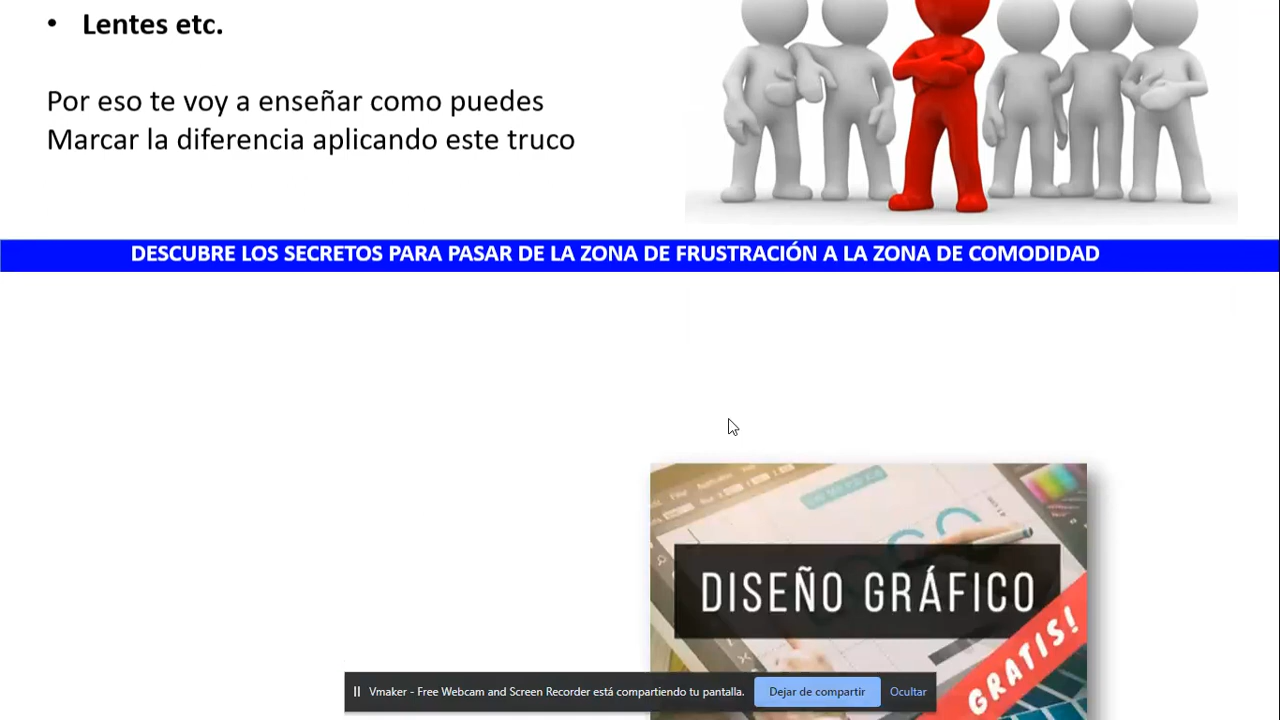 • Lentes etc.
Por eso te voy a enseñar como puedes
Marcar la diferencia aplicando este truco
DESCUBRE LOS SECRETOS PARA PASAR DE LA ZONA DE FRUSTRACIÓN A LA ZONA DE COMODIDAD
DISEÑO GRÁFICO
GRATIS!
Vmaker - Free Webcam and Screen Recorder está compartiendo tu pantalla.
Dejar de compartir
Ocultar